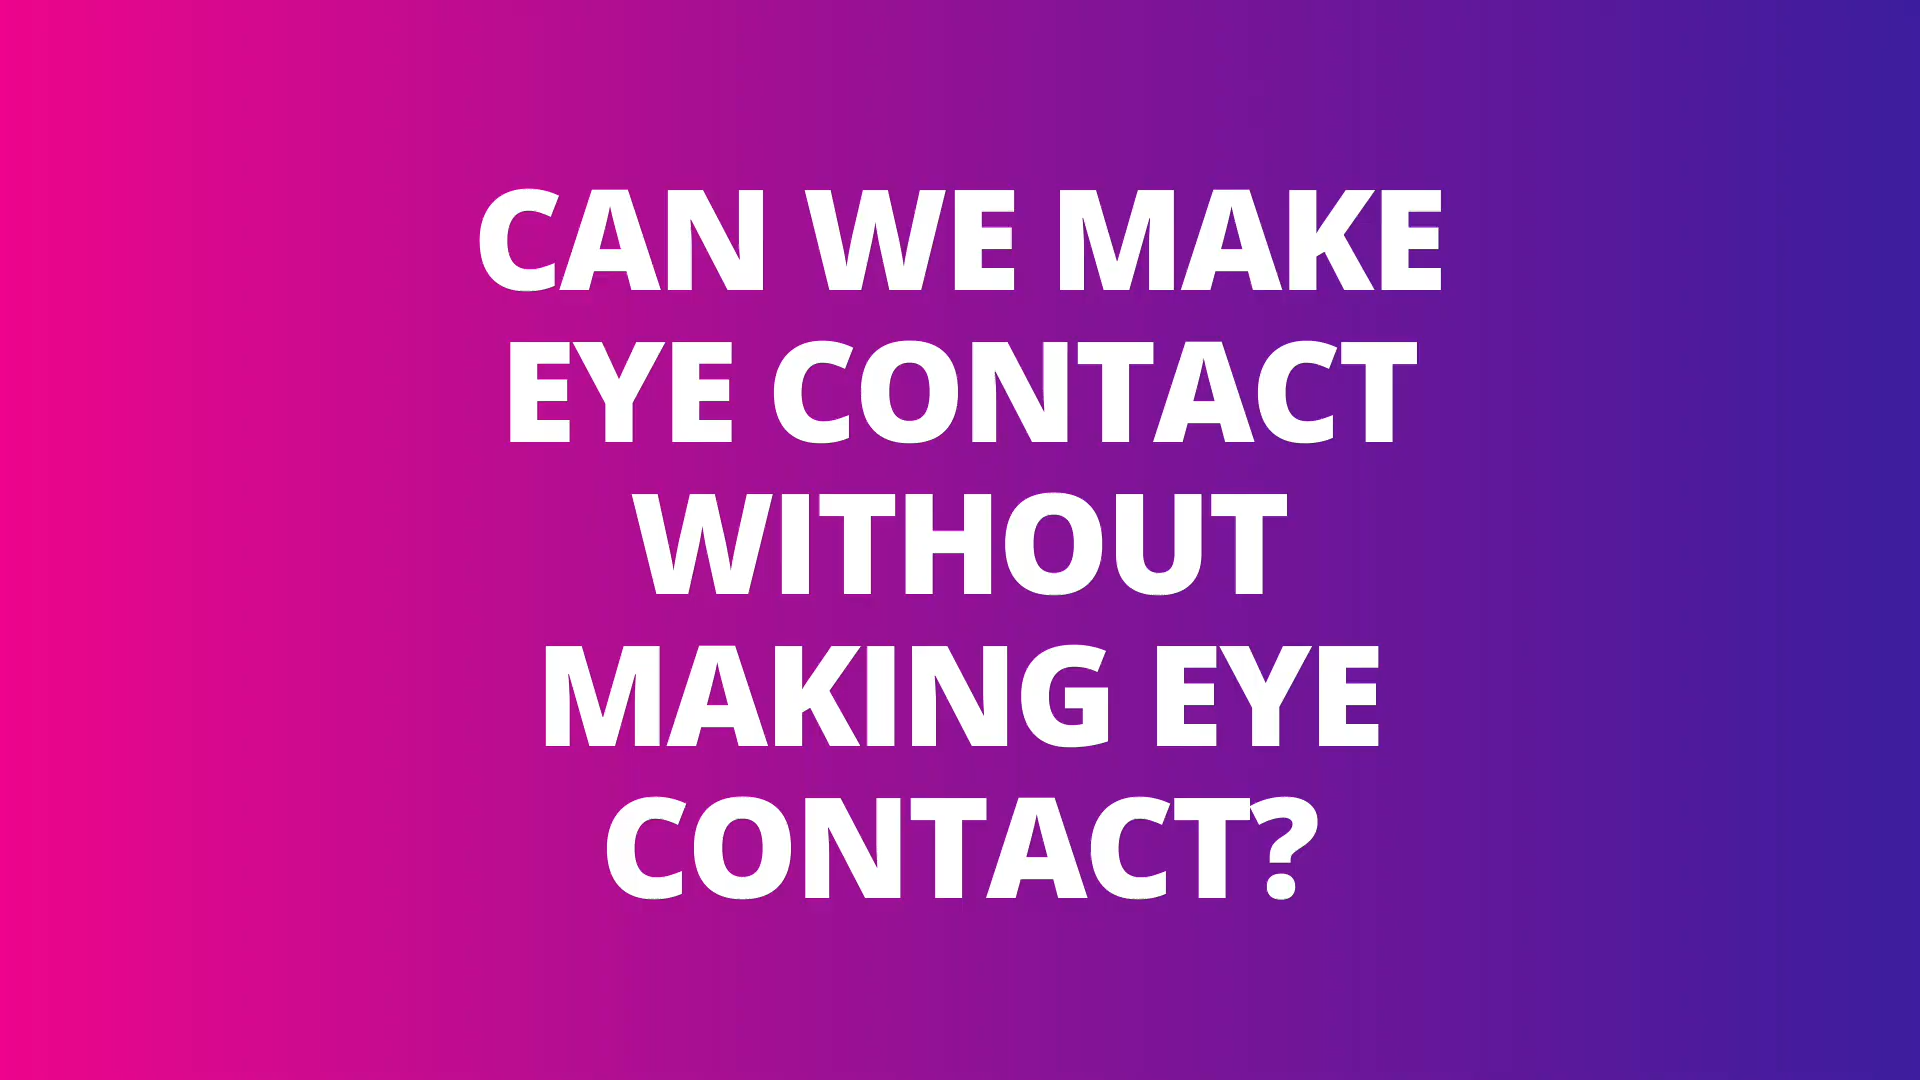 CAN WE MAKE
EYE CONTACT
WITHOUT
MAKING EYE
CONTACT?